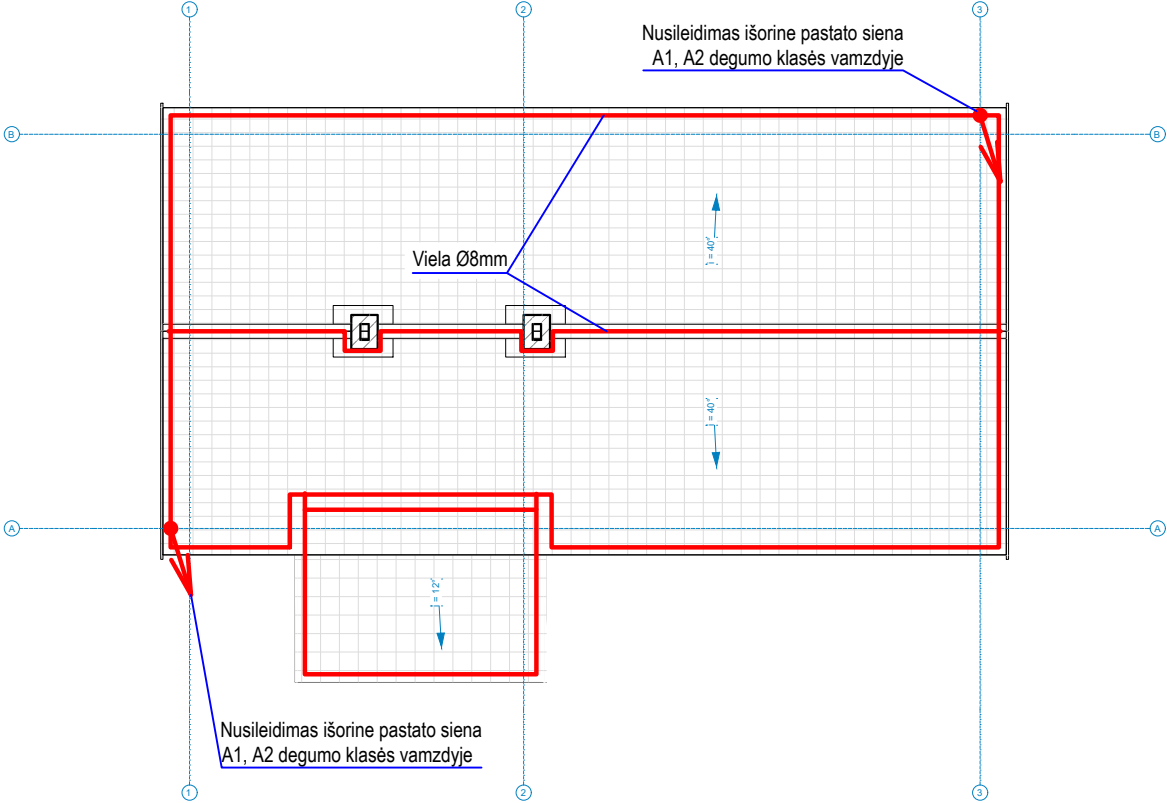 1
2
3
Nusileidimas išorine pastato siena
A1, A2 degumo klasės vamzdyje
B
B
Viela Ø8mm
i = 40°
i = 40°
A
A
i = 12°
Nusileidimas išorine pastato siena
A1, A2 degumo klasės vamzdyje
1
2
3